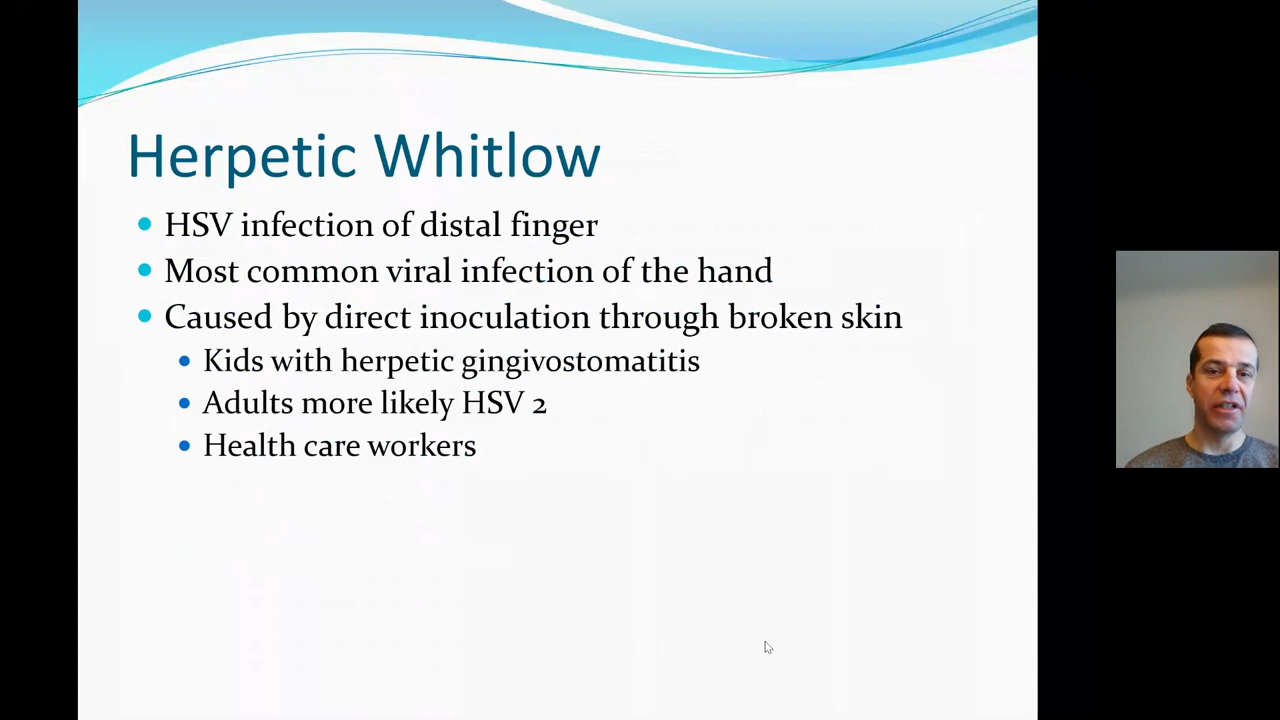 Herpetic Whitlow
HSV infection of distal finger
Most common viral infection of the hand
Caused by direct inoculation through broken skin
Kids with herpetic gingivostomatitis
Adults more likely HSV 2
Health care workers